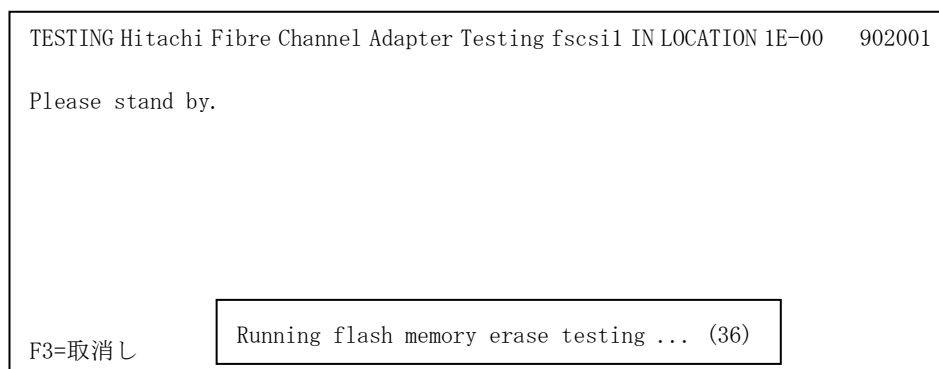 TESTING Hitachi Fibre Channel Adapter Testing fscsi1 IN LOCATION 1E-00 902001
Please stand by.
Running flash memory erase testing ... (36)
F3=取消し